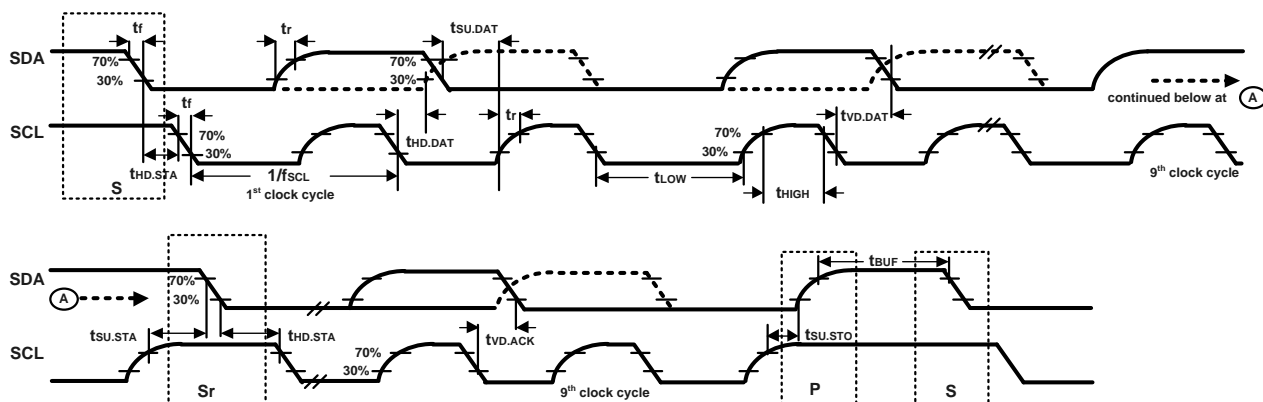 tf
tr
tSU.DAT
SDA
70%
30%
70%
30%
continued below at A
tf
tr
tVD.DAT
SCL
70%
30%
tHD.DAT
70%
30%
tHD.STA
1/fSCL
tLOW
tHIGH
S
1st clock cycle
9th clock cycle
SDA
70%
30%
A
tBUF
tSU.STA
tHD.STA
tVD.ACK
tSU.STO
SCL
70%
30%
Sr
9th clock cycle
P
S